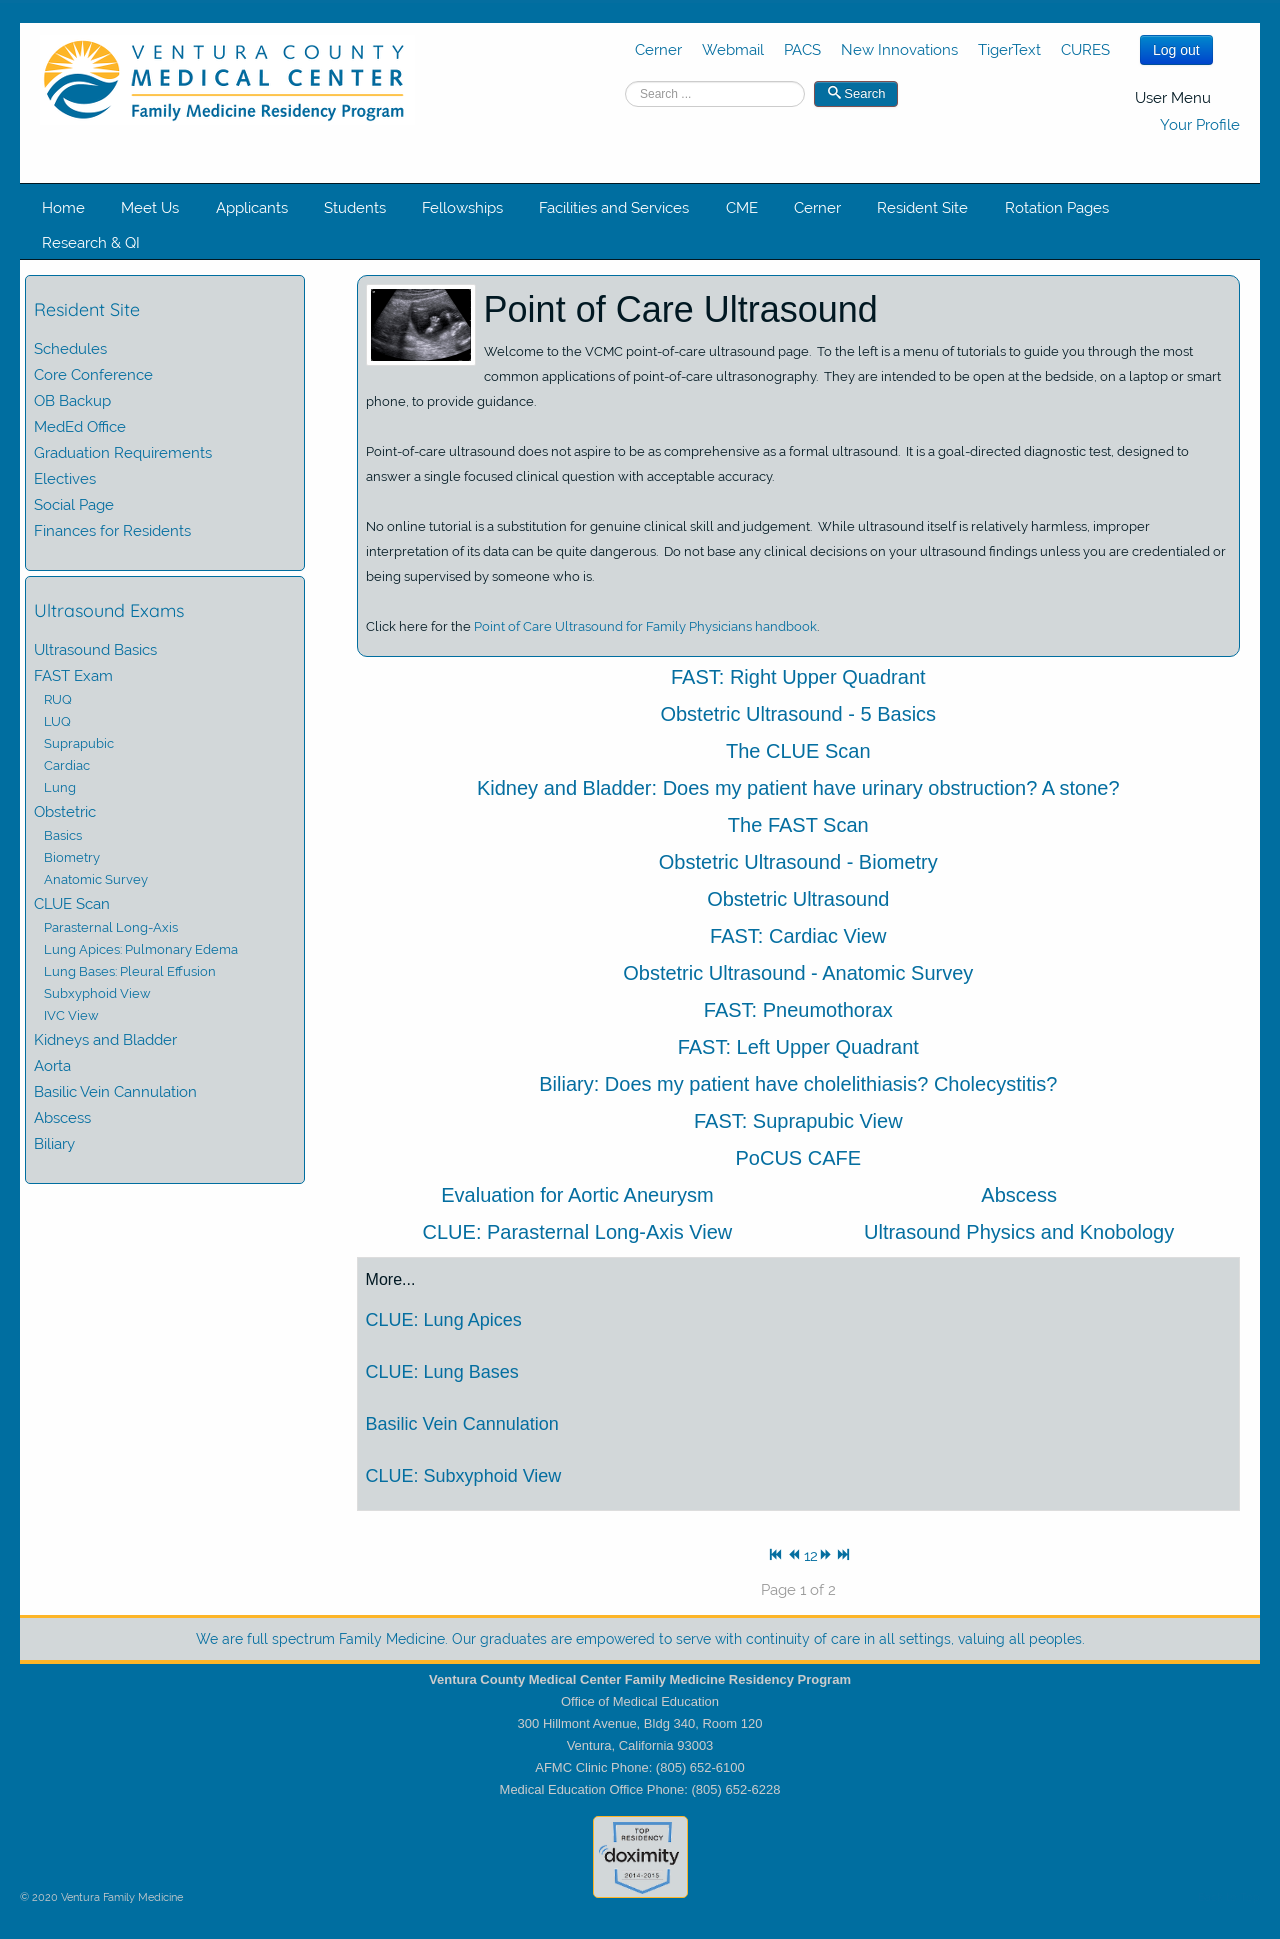 VENTURA COUNTY
MEDICAL CENTER
Family Medicine Residency Program
Cerner Webmail PACS New Innovations TigerText CURES Log out
Search ... Search
User Menu
Your Profile
Home Meet Us Applicants Students Fellowships Facilities and Services CME Cerner Resident Site Rotation Pages
Research & QI
Resident Site
Schedules
Core Conference
OB Backup
MedEd Office
Graduation Requirements
Electives
Social Page
Finances for Residents
Ultrasound Exams
Ultrasound Basics
FAST Exam
RUQ
LUQ
Suprapubic
Cardiac
Lung
Obstetric
Basics
Biometry
Anatomic Survey
CLUE Scan
Parasternal Long-Axis
Lung Apices: Pulmonary Edema
Lung Bases: Pleural Effusion
Subxyphoid View
IVC View
Kidneys and Bladder
Aorta
Basilic Vein Cannulation
Abscess
Biliary
Point of Care Ultrasound
Welcome to the VCMC point-of-care ultrasound page. To the left is a menu of tutorials to guide you through the most
common applications of point-of-care ultrasonography. They are intended to be open at the bedside, on a laptop or smart
phone, to provide guidance.
Point-of-care ultrasound does not aspire to be as comprehensive as a formal ultrasound. It is a goal-directed diagnostic test, designed to
answer a single focused clinical question with acceptable accuracy.
No online tutorial is a substitution for genuine clinical skill and judgement. While ultrasound itself is relatively harmless, improper
interpretation of its data can be quite dangerous. Do not base any clinical decisions on your ultrasound findings unless you are credentialed or
being supervised by someone who is.
Click here for the Point of Care Ultrasound for Family Physicians handbook.
FAST: Right Upper Quadrant
Obstetric Ultrasound - 5 Basics
The CLUE Scan
Kidney and Bladder: Does my patient have urinary obstruction? A stone?
The FAST Scan
Obstetric Ultrasound - Biometry
Obstetric Ultrasound
FAST: Cardiac View
Obstetric Ultrasound - Anatomic Survey
FAST: Pneumothorax
FAST: Left Upper Quadrant
Biliary: Does my patient have cholelithiasis? Cholecystitis?
FAST: Suprapubic View
PoCUS CAFE
Evaluation for Aortic Aneurysm Abscess
CLUE: Parasternal Long-Axis View Ultrasound Physics and Knobology
More...
CLUE: Lung Apices
CLUE: Lung Bases
Basilic Vein Cannulation
CLUE: Subxyphoid View
12
Page 1 of 2
We are full spectrum Family Medicine. Our graduates are empowered to serve with continuity of care in all settings, valuing all peoples.
Ventura County Medical Center Family Medicine Residency Program
Office of Medical Education
300 Hillmont Avenue, Bldg 340, Room 120
Ventura, California 93003
AFMC Clinic Phone: (805) 652-6100
Medical Education Office Phone: (805) 652-6228
TOP
RESIDENCY
doximity
2014-2015
© 2020 Ventura Family Medicine